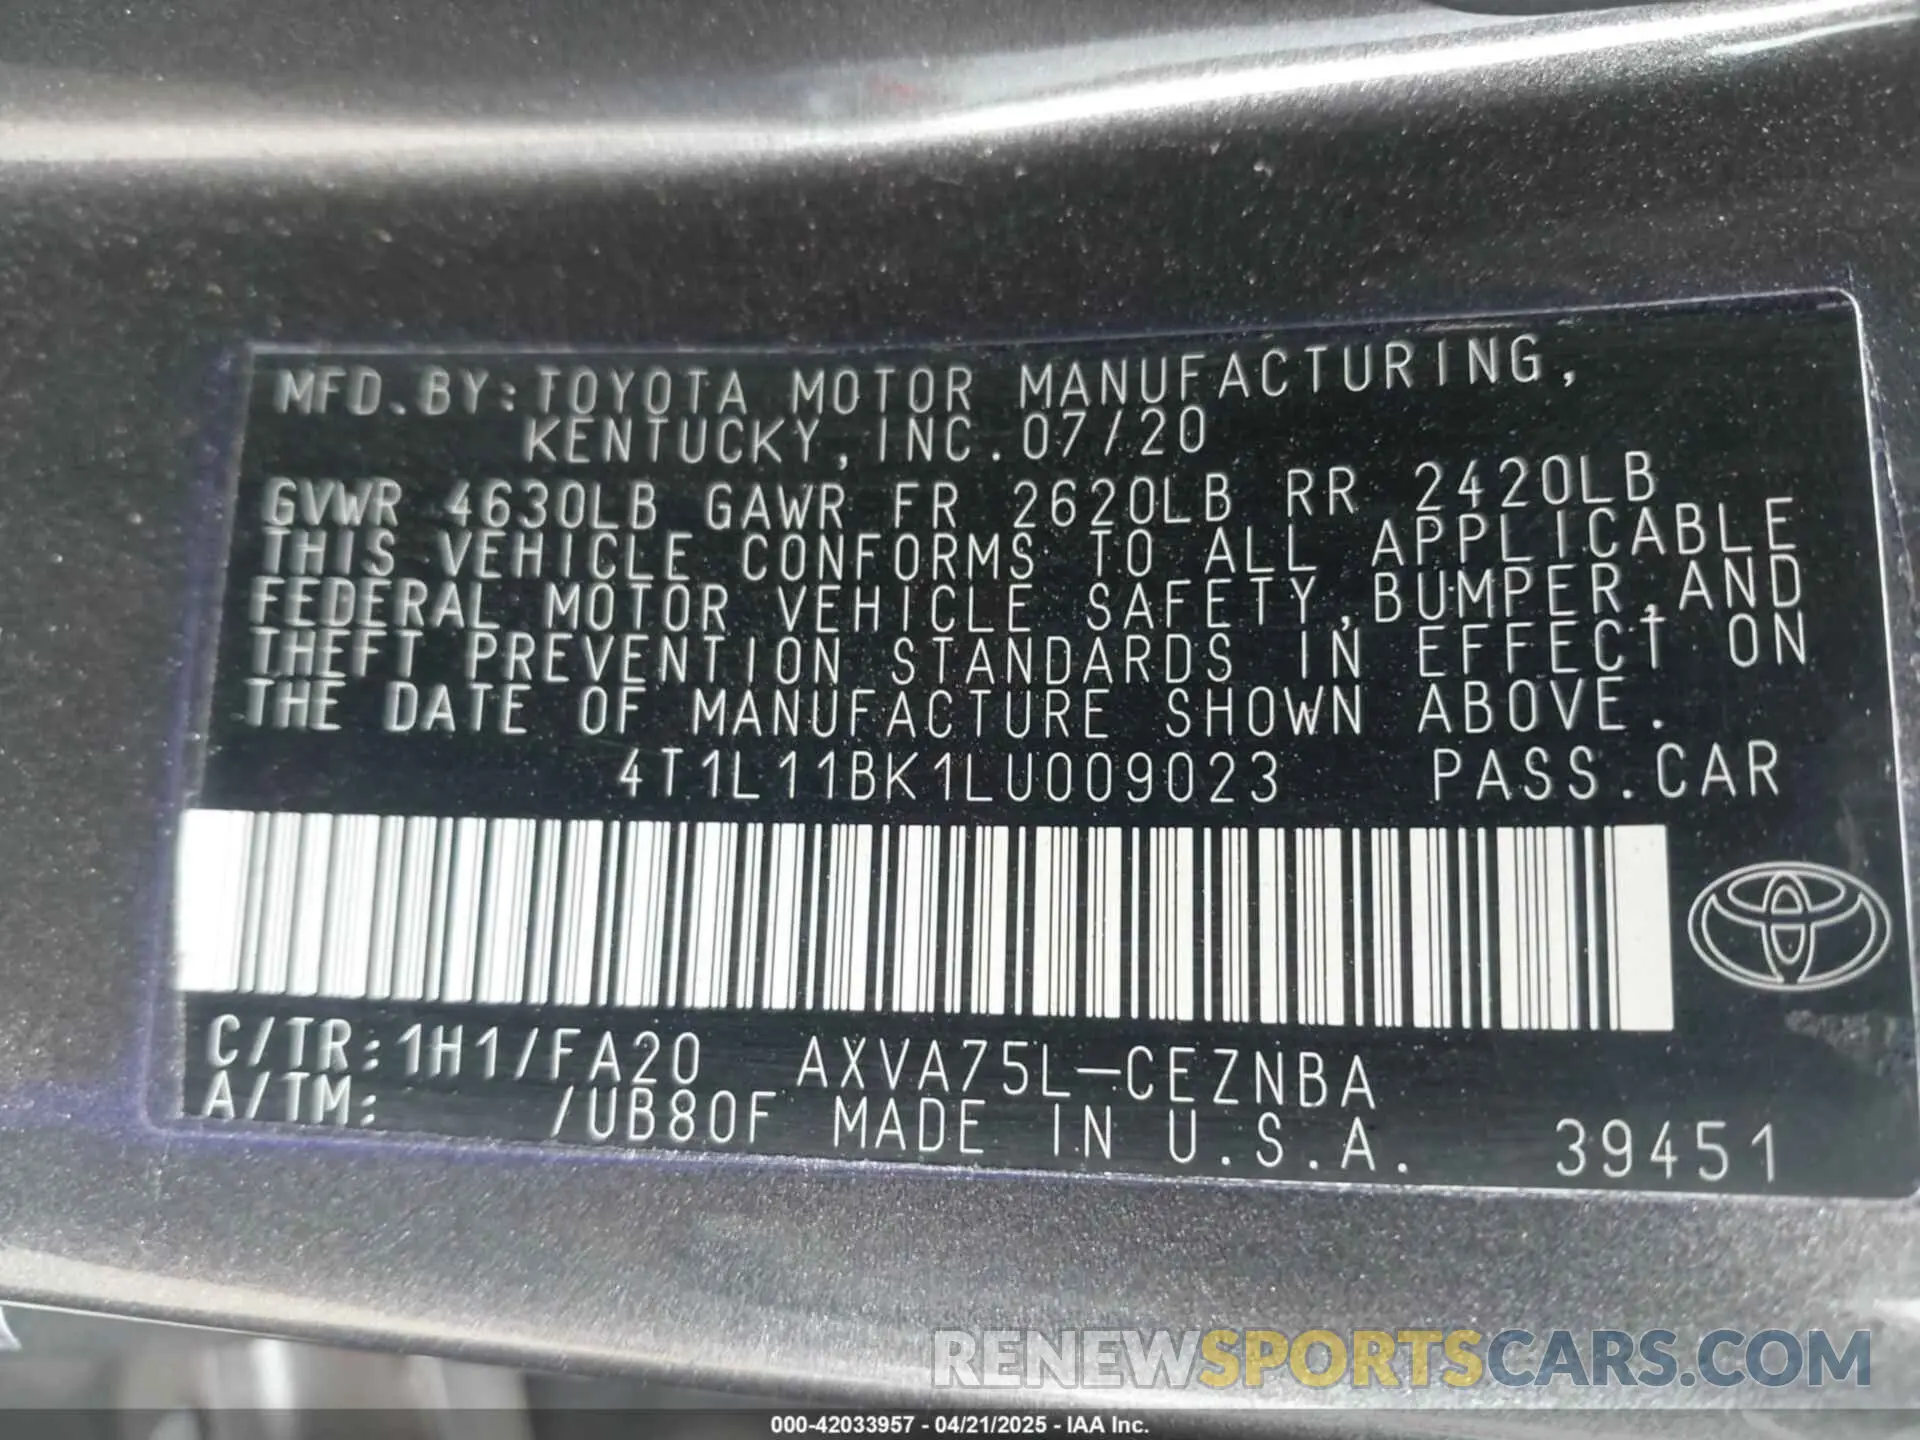 MFD.BY:TOYOTA MOTOR MANUFACTURING,
KENTUCKY,INC.07/20
GVWR 4630LB GAWR FR 2620LB RR 2420LB
THIS VEHICLE CONFORMS TO ALL APPLICABLE
FEDERAL MOTOR VEHICLE SAFETY,BUMPER,AND
THEFT PREVENTION STANDARDS IN EFFECT ON
THE DATE OF MANUFACTURE SHOWN ABOVE.
4T1L11BK1LU009023 PASS.CAR
C/TR:1H1/FA20 AXVA75L-CEZNBA
A/TM: /UB80F MADE IN U.S.A. 39451
RENEWSPORTSCARS.COM
000-42033957 - 04/21/2025 - IAA Inc.